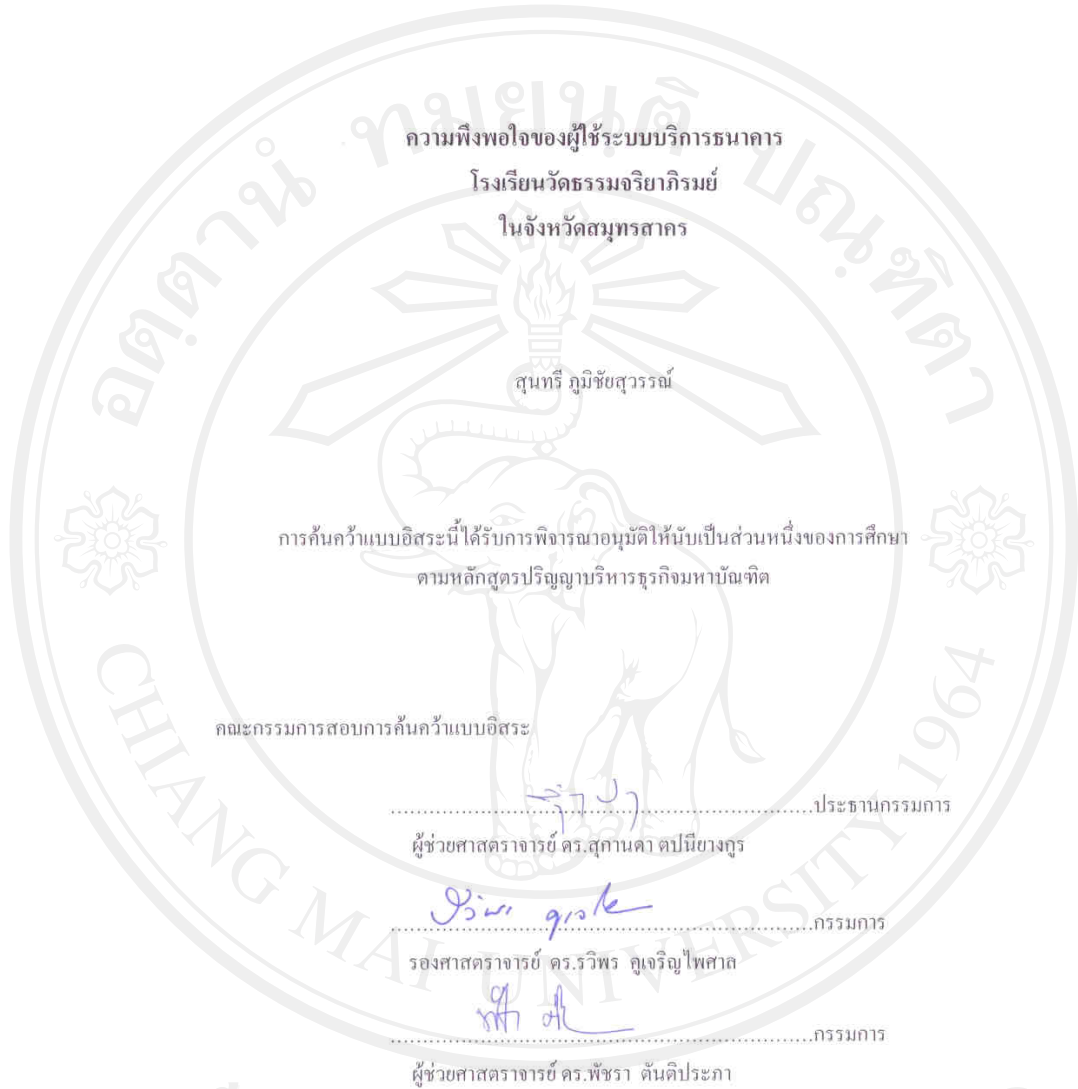 ความพึงพอใจของผู้ใช้ระบบบริการธนาคาร
โรงเรียนวัดธรรมจริยาภิรมย์
ในจังหวัดสมุทรสาคร
สุนทรี ภูมิชัยสุวรรณ์
การค้นคว้าแบบอิสระนี้ได้รับการพิจารณาอนุมัติให้นับเป็นส่วนหนึ่งของการศึกษา
ตามหลักสูตรปริญญาบริหารธุรกิจมหาบัณฑิต
คณะกรรมการสอบการค้นคว้าแบบอิสระ
........................................ประธานกรรมการ
ผู้ช่วยศาสตราจารย์ ดร.สุกานดา ตปนียางกูร
........................................กรรมการ
รองศาสตราจารย์ ดร.รวิพร คูเจริญไพศาล
........................................กรรมการ
ผู้ช่วยศาสตราจารย์ ดร.พัชรา ตันติประภา
อตฺตานํ ทมยนฺติ ปณฺฑิตา
CHIANG MAI UNIVERSITY 1964